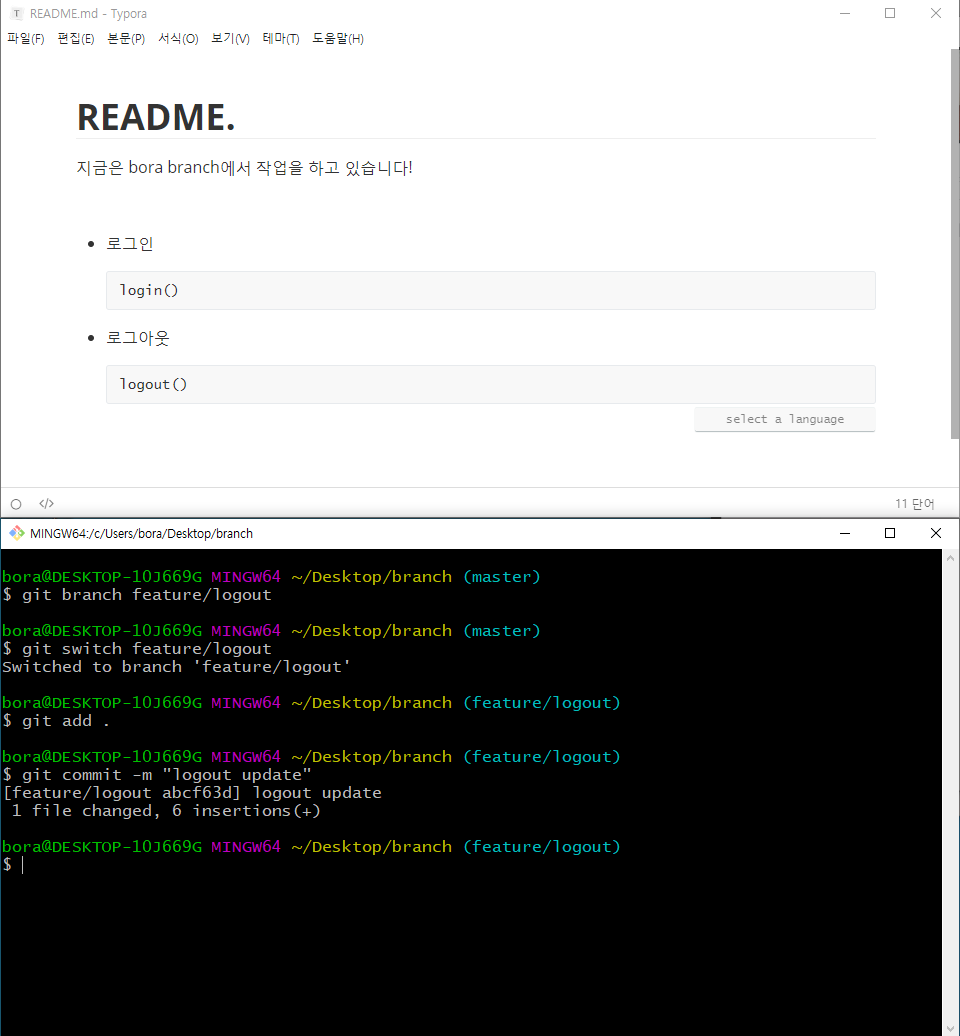 README.md - Typora
파일(F) 편집(E) 본문(P) 서식(O) 보기(V) 테마(T) 도움말(H)
README.
지금은 bora branch에서 작업을 하고 있습니다!
로그인
login()
로그아웃
logout()
select a language
</> 11 단어
MINGW64:/c/Users/bora/Desktop/branch
bora@DESKTOP-1OJ669G MINGW64 ~/Desktop/branch (master)
$ git branch feature/logout
bora@DESKTOP-1OJ669G MINGW64 ~/Desktop/branch (master)
$ git switch feature/logout
Switched to branch 'feature/logout'
bora@DESKTOP-1OJ669G MINGW64 ~/Desktop/branch (feature/logout)
$ git add .
bora@DESKTOP-1OJ669G MINGW64 ~/Desktop/branch (feature/logout)
$ git commit -m "logout update"
[feature/logout abcf63d] logout update
 1 file changed, 6 insertions(+)
bora@DESKTOP-1OJ669G MINGW64 ~/Desktop/branch (feature/logout)
$